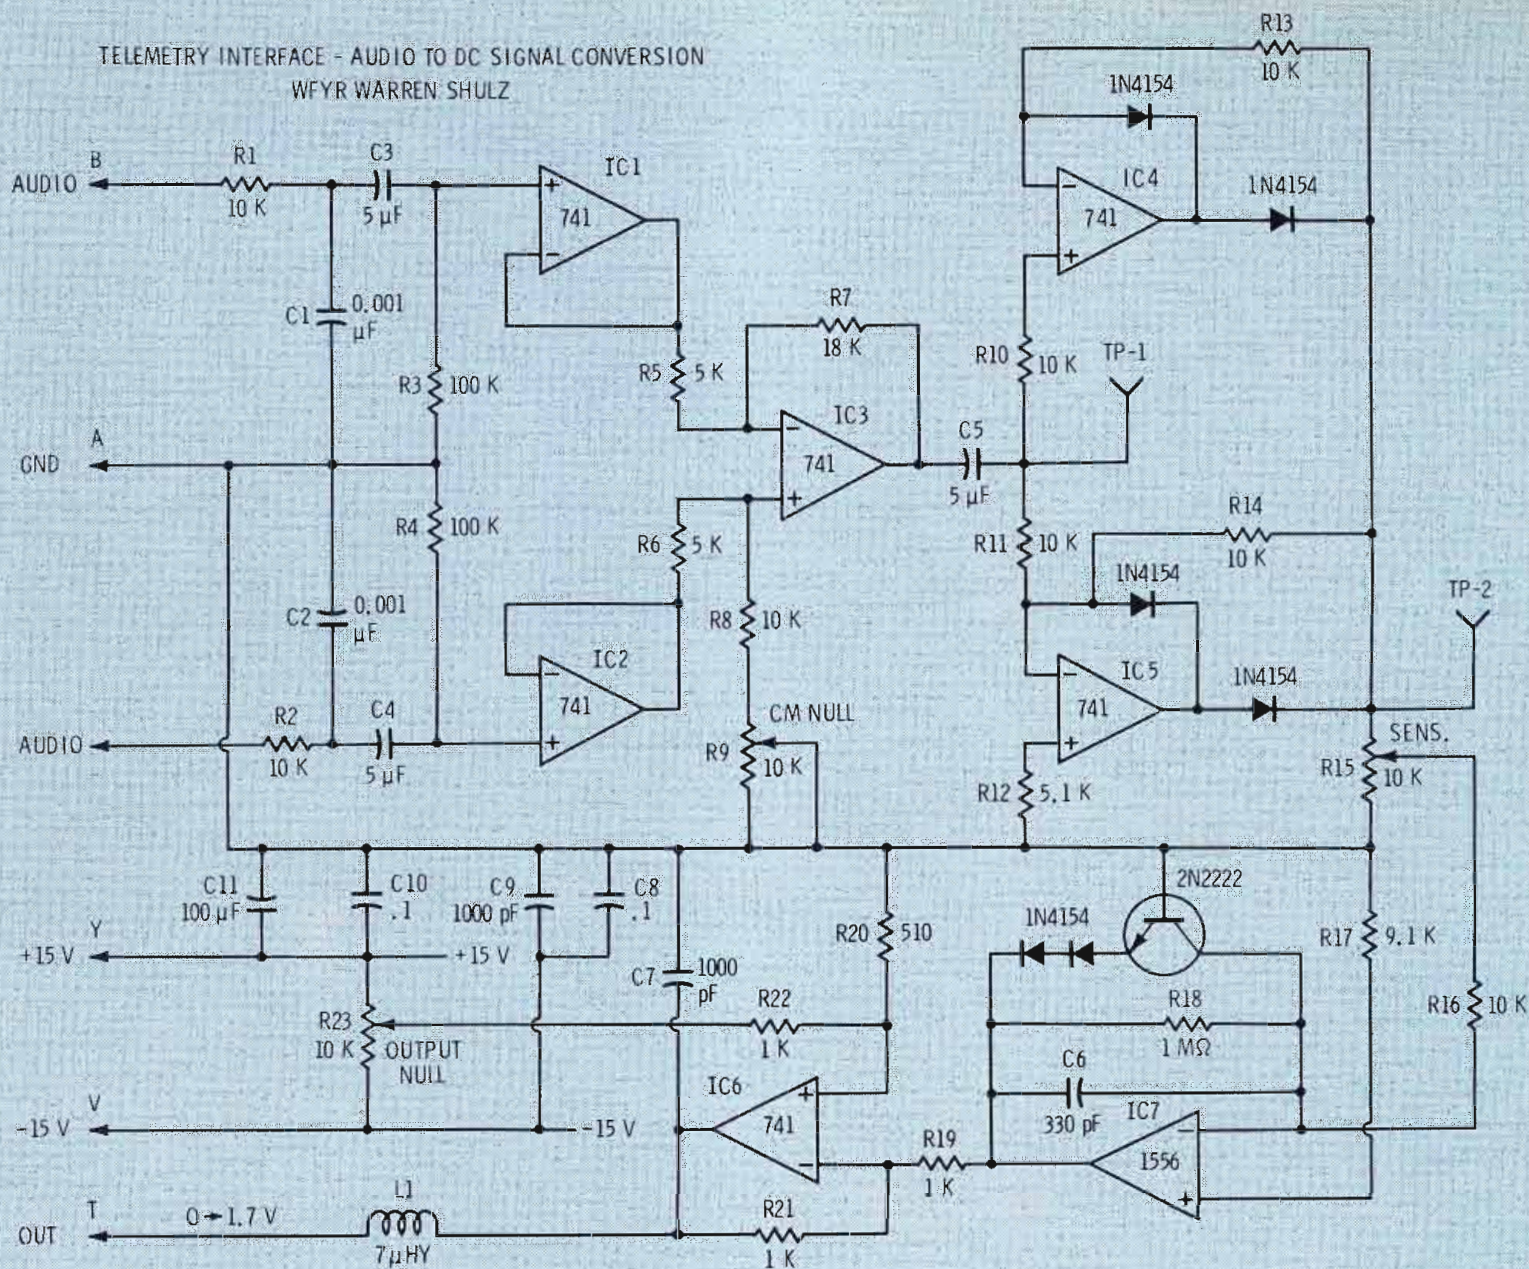 TELEMETRY INTERFACE - AUDIO TO DC SIGNAL CONVERSION
WFYR WARREN SHULZ
R13
10 K
1N4154
IC4
741
1N4154
B
AUDIO
R1
10 K
C3
5 µF
IC1
741
C1
0.001
µF
R3
100 K
R5
5 K
R7
18 K
R10
10 K
TP-1
A
GND
IC3
741
C5
5 µF
R4
100 K
R6
5 K
R11
10 K
R14
10 K
1N4154
TP-2
C2
0.001
µF
R8
10 K
IC2
741
IC5
741
1N4154
AUDIO
R2
10 K
C4
5 µF
CM NULL
R9
10 K
R12
5.1 K
SENS.
R15
10 K
C11
100 µF
C10
.1
C9
1000 pF
C8
.1
2N2222
1N4154
Y
+15 V
+15 V
C7
1000
pF
R20
510
R17
9.1 K
R23
10 K
OUTPUT
NULL
R22
1 K
R18
1 MΩ
R16
10 K
C6
330 pF
V
-15 V
-15 V
IC6
741
R19
1 K
IC7
1556
T
OUT
0→1.7 V
L1
7 µHY
R21
1 K